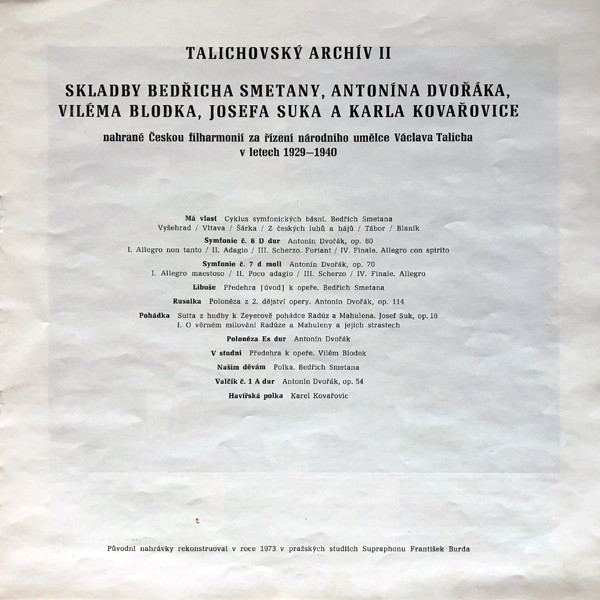 TALICHOVSKÝ ARCHÍV II
SKLADBY BEDŘICHA SMETANY, ANTONÍNA DVOŘÁKA,
VILÉMA BLODKA, JOSEFA SUKA A KARLA KOVAŘOVICE
nahrané Českou filharmonií za řízení národního umělce Václava Talicha
v letech 1929—1940
Má vlast Cyklus symfonických básní. Bedřich Smetana
Vyšehrad / Vltava / Šárka / Z českých luhů a hájů / Tábor / Blaník
Symfonie č. 6 D dur Antonín Dvořák, op. 60
I. Allegro non tanto / II. Adagio / III. Scherzo. Furiant / IV. Finale. Allegro con spirito
Symfonie č. 7 d moll Antonín Dvořák, op. 70
I. Allegro maestoso / II. Poco adagio / III. Scherzo / IV. Finale. Allegro
Libuše Předehra [úvod] k opeře. Bedřich Smetana
Rusalka Polonéza z 2. dějství opery. Antonín Dvořák, op. 114
Pohádka Suita z hudby k Zeyerově pohádce Radúz a Mahulena. Josef Suk, op. 16
I. O věrném milování Radúze a Mahuleny a jejich strastech
Polonéza Es dur Antonín Dvořák
V studni Předehra k opeře. Vilém Blodek
Našim děvám Polka. Bedřich Smetana
Valčík č. 1 A dur Antonín Dvořák, op. 54
Havířská polka Karel Kovařovic
Původní nahrávky rekonstruoval v roce 1973 v pražských studiích Supraphonu František Burda